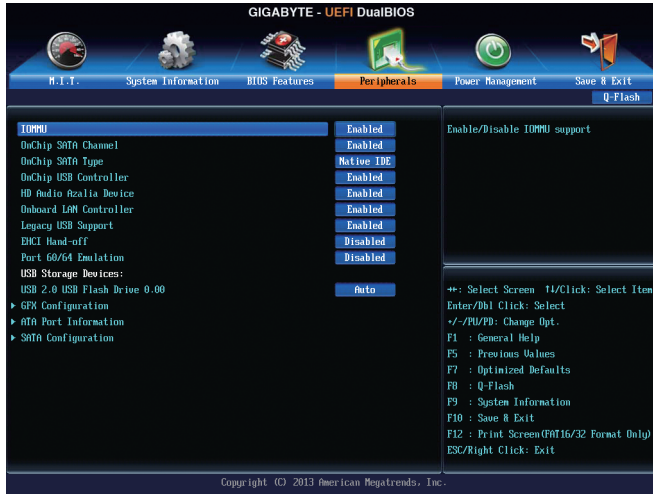 GIGABYTE - UEFI DualBIOS
M.I.T. System Information BIOS Features Peripherals Power Management Save & Exit
Q-Flash
IOMMU Enabled
OnChip SATA Channel Enabled
OnChip SATA Type Native IDE
OnChip USB Controller Enabled
HD Audio Azalia Device Enabled
Onboard LAN Controller Enabled
Legacy USB Support Enabled
EHCI Hand-off Disabled
Port 60/64 Emulation Disabled
USB Storage Devices:
USB 2.0 USB Flash Drive 0.00 Auto
GFX Configuration
ATA Port Information
SATA Configuration
Enable/Disable IOMMU support
↔: Select Screen ↑↓/Click: Select Item
Enter/Dbl Click: Select
+/-/PU/PD: Change Opt.
F1 : General Help
F5 : Previous Values
F7 : Optimized Defaults
F8 : Q-Flash
F9 : System Information
F10 : Save & Exit
F12 : Print Screen(FAT16/32 Format Only)
ESC/Right Click: Exit
Copyright (C) 2013 American Megatrends, Inc.